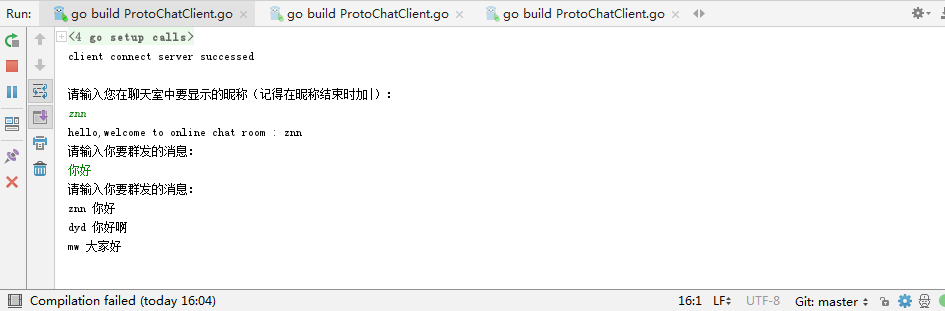 Run: go build ProtoChatClient.go × go build ProtoChatClient.go × go build ProtoChatClient.go ×
<4 go setup calls>
client connect server successed
请输入您在聊天室中要显示的昵称（记得在昵称结束时加|）：
znn
hello,welcome to online chat room : znn
请输入你要群发的消息：
你好
请输入你要群发的消息：
znn 你好
dyd 你好啊
mw 大家好
Compilation failed (today 16:04) 16:1 LF UTF-8 Git: master